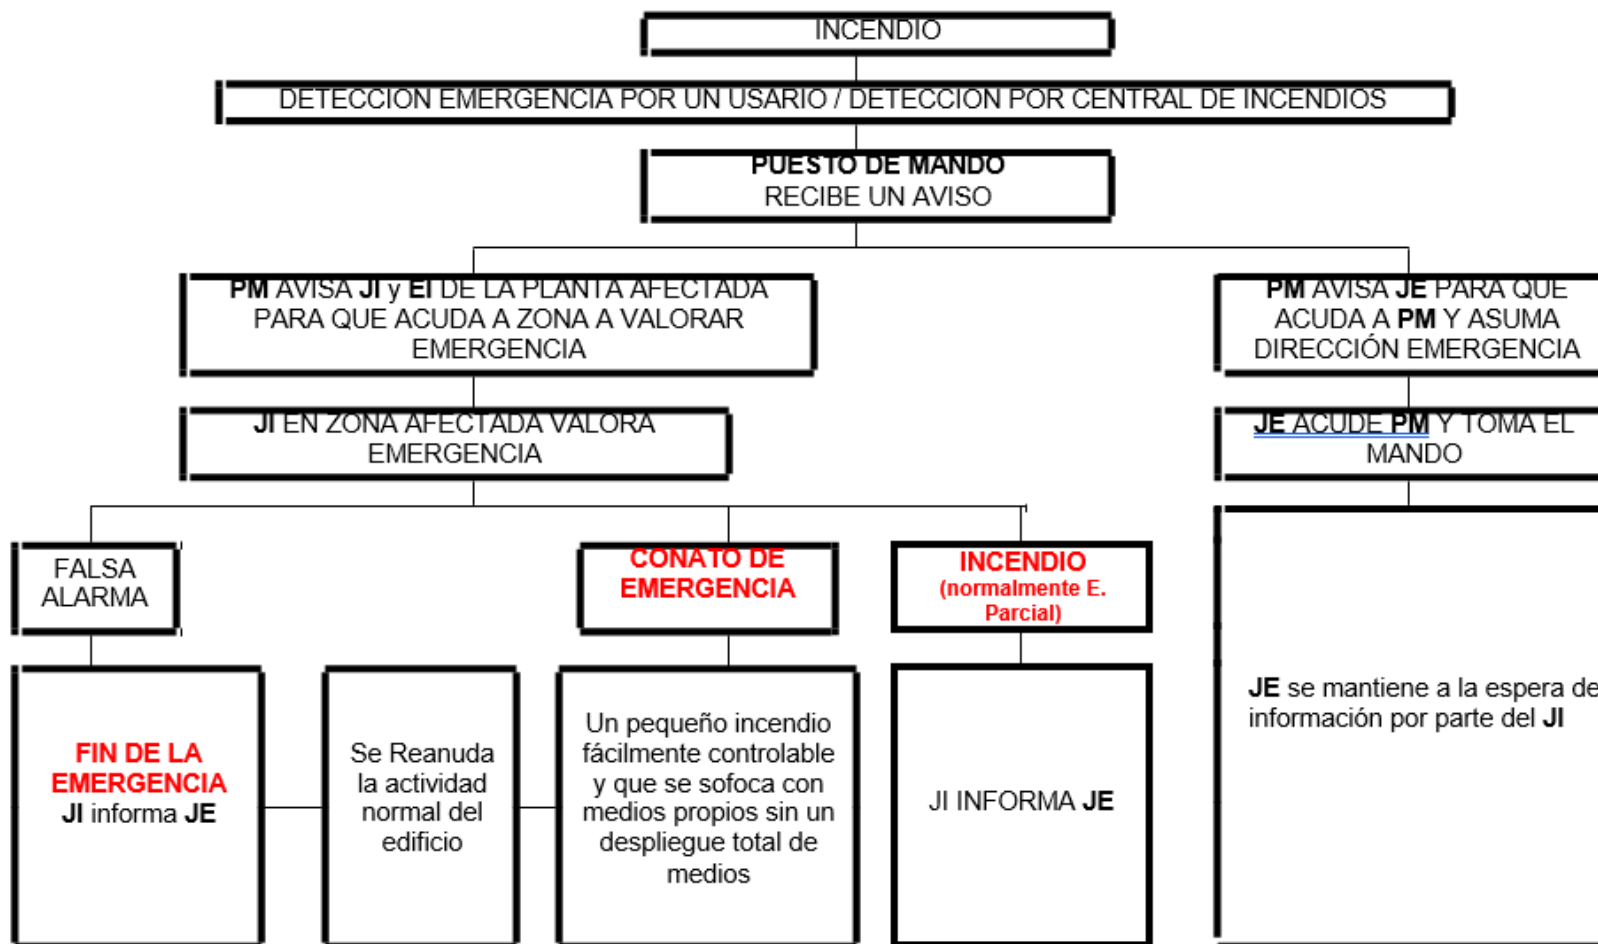 INCENDIO
DETECCION EMERGENCIA POR UN USARIO / DETECCION POR CENTRAL DE INCENDIOS
PUESTO DE MANDO
RECIBE UN AVISO
PM AVISA JI y EI DE LA PLANTA AFECTADA
PARA QUE ACUDA A ZONA A VALORAR
EMERGENCIA
PM AVISA JE PARA QUE
ACUDA A PM Y ASUMA
DIRECCIÓN EMERGENCIA
JI EN ZONA AFECTADA VALORA
EMERGENCIA
JE ACUDE PM Y TOMA EL
MANDO
FALSA
ALARMA
CONATO DE
EMERGENCIA
INCENDIO
(normalmente E.
Parcial)
FIN DE LA
EMERGENCIA
JI informa JE
Se Reanuda
la actividad
normal del
edificio
Un pequeño incendio
fácilmente controlable
y que se sofoca con
medios propios sin un
despliegue total de
medios
JI INFORMA JE
JE se mantiene a la espera de
información por parte del JI